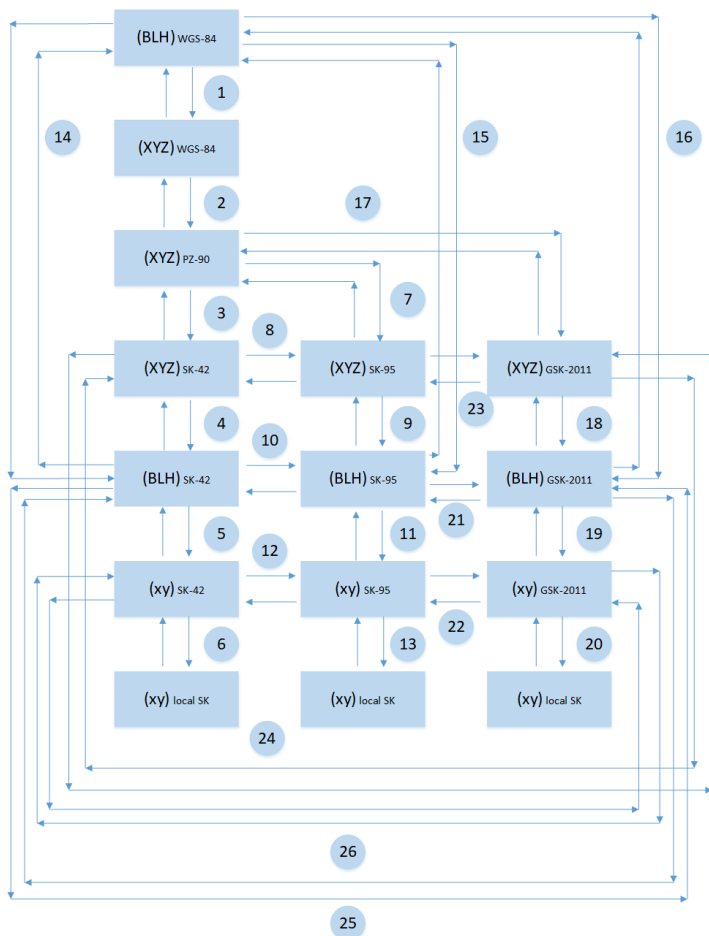 (BLH) WGS-84
1
14
15
16
(XYZ) WGS-84
2
17
(XYZ) PZ-90
3
8
7
(XYZ) SK-42
(XYZ) SK-95
(XYZ) GSK-2011
4
10
9
23
18
(BLH) SK-42
(BLH) SK-95
(BLH) GSK-2011
5
12
11
21
19
(xy) SK-42
(xy) SK-95
(xy) GSK-2011
6
13
22
20
(xy) local SK
(xy) local SK
(xy) local SK
24
26
25